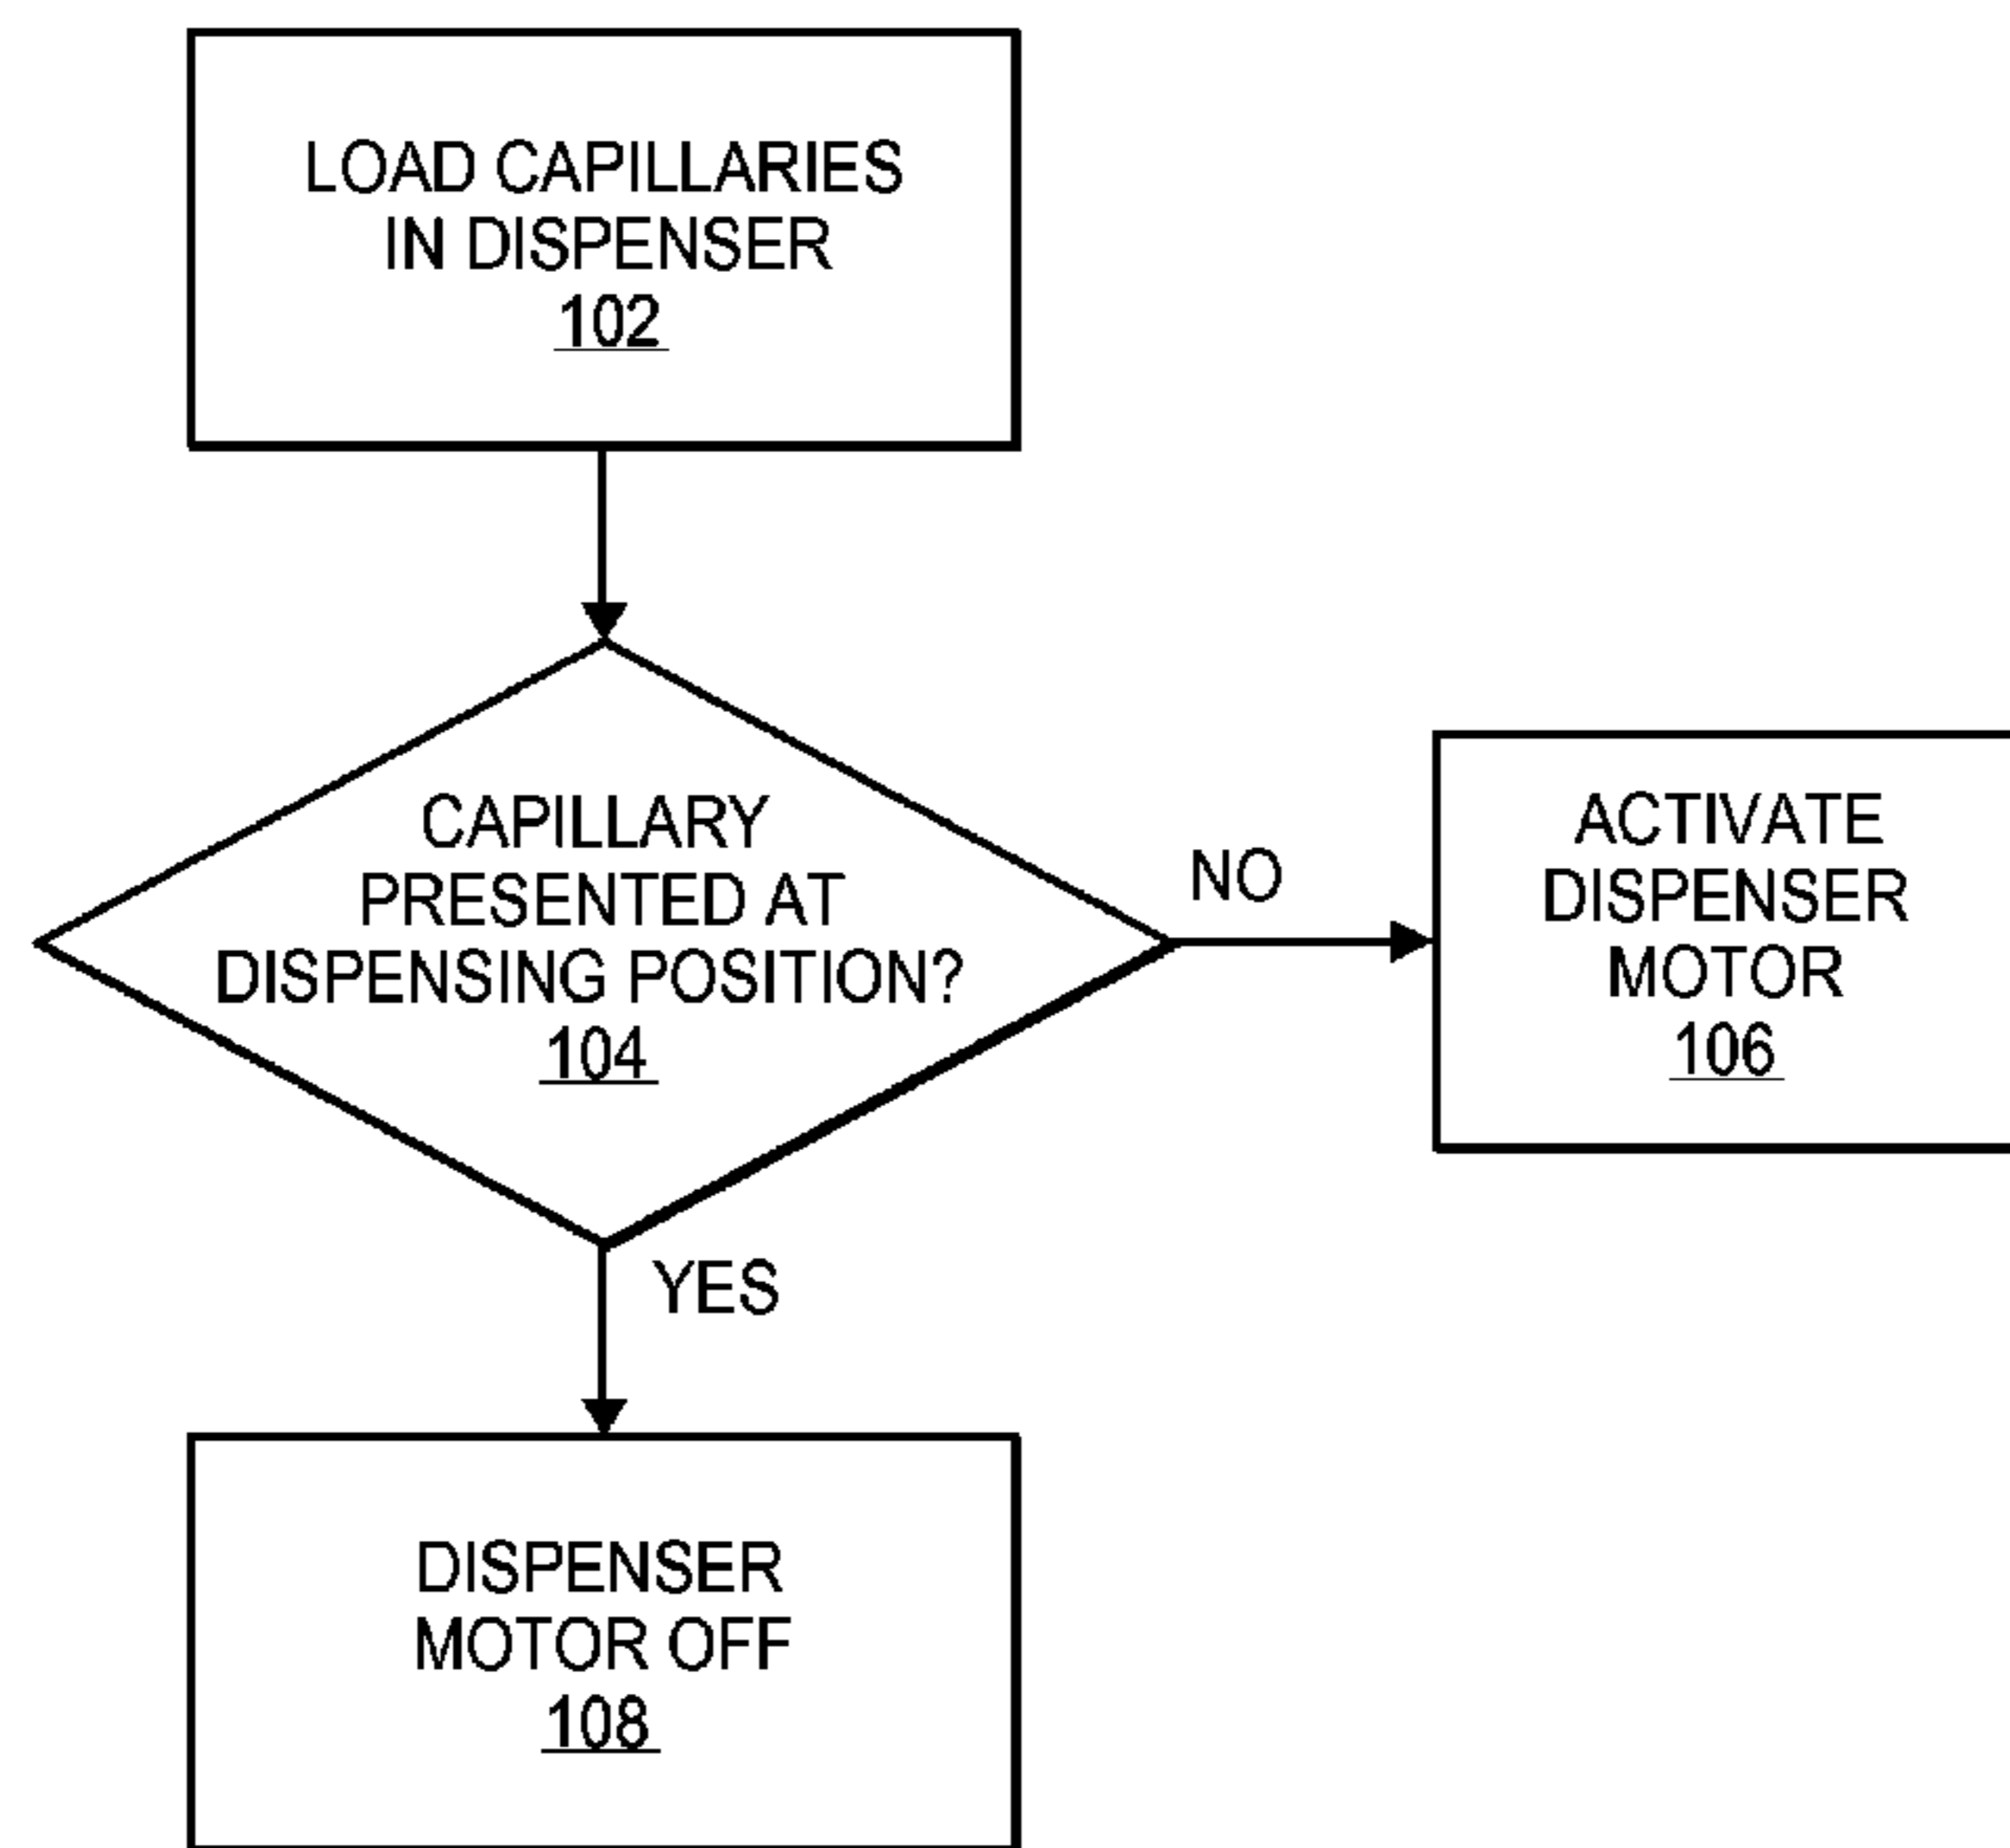 LOAD CAPILLARIES
IN DISPENSER
102
CAPILLARY
PRESENTED AT
DISPENSING POSITION?
104
NO
ACTIVATE
DISPENSER
MOTOR
106
YES
DISPENSER
MOTOR OFF
108